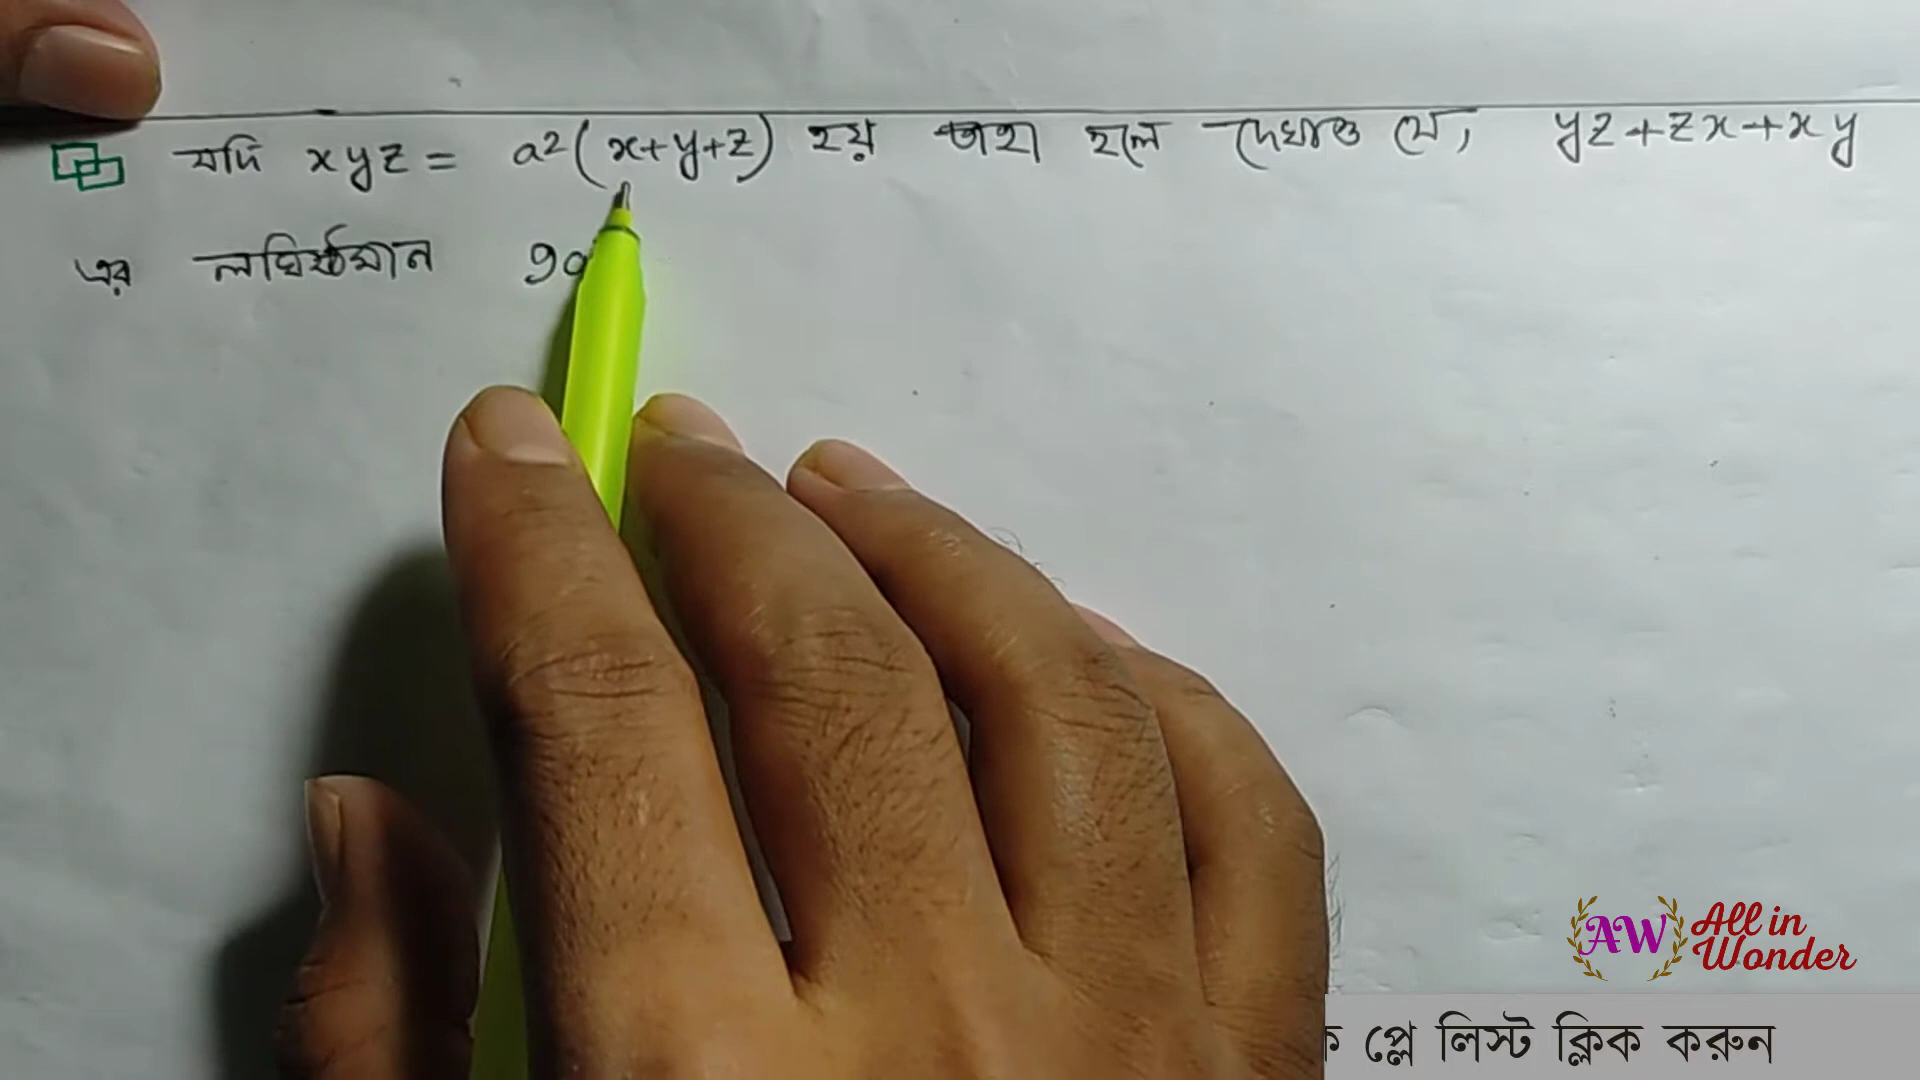 যদি xyz = a²(x+y+z) হয় তাহা হলে দেখাও যে, yz+zx+xy
এর লঘিষ্ঠমান 9a
AW All in Wonder
ক প্লে লিস্ট ক্লিক করুন